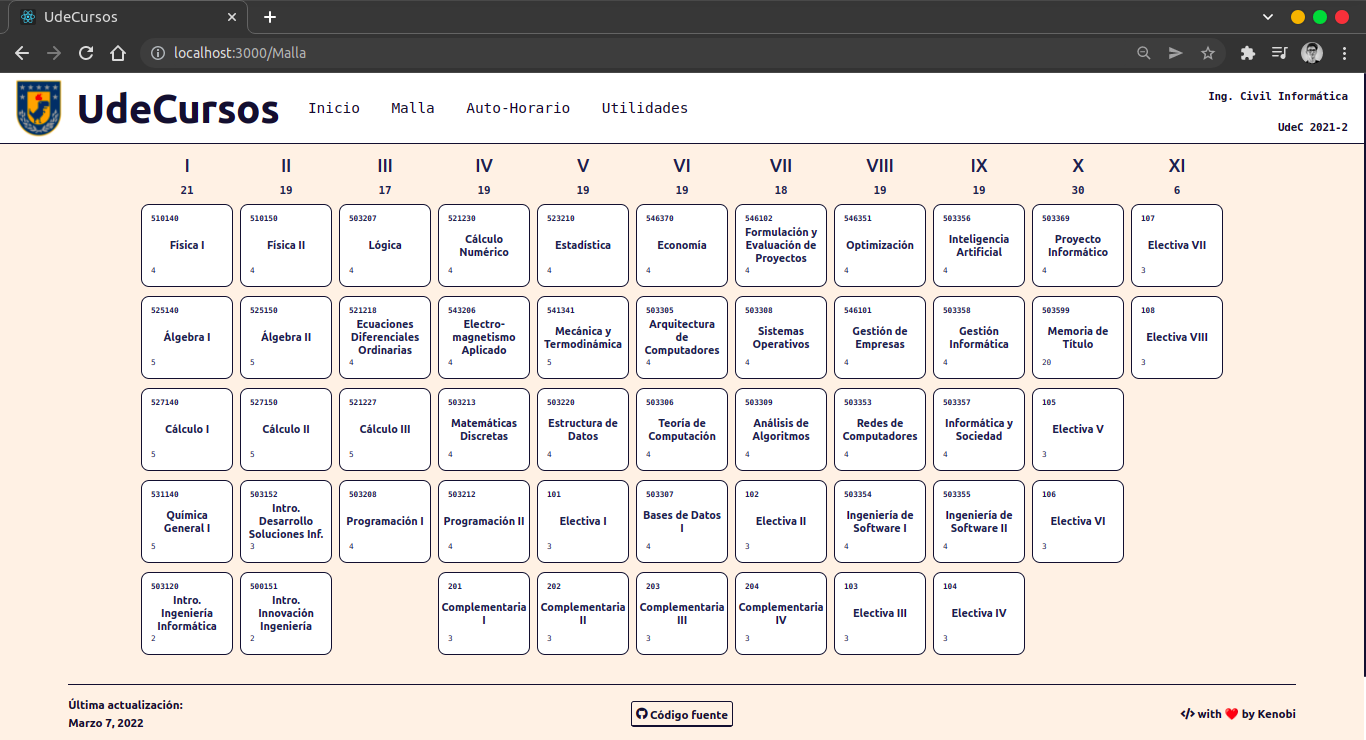 UdeCursos
localhost:3000/Malla
UdeCursos
Inicio
Malla
Auto-Horario
Utilidades
Ing. Civil Informática
UdeC 2021-2
I II III IV V VI VII VIII IX X XI
21 19 17 19 19 19 18 19 19 30 6
510140
Física I
4
510150
Física II
4
503207
Lógica
4
521230
Cálculo
Numérico
4
523210
Estadística
4
546370
Economía
4
546102
Formulación y
Evaluación de
Proyectos
4
546351
Optimización
4
503356
Inteligencia
Artificial
4
503369
Proyecto
Informático
4
107
Electiva VII
3
525140
Álgebra I
5
525150
Álgebra II
5
521218
Ecuaciones
Diferenciales
Ordinarias
4
543206
Electro-
magnetismo
Aplicado
4
541341
Mecánica y
Termodinámica
5
503305
Arquitectura
de
Computadores
4
503308
Sistemas
Operativos
4
546101
Gestión de
Empresas
4
503358
Gestión
Informática
4
503599
Memoria de
Título
20
108
Electiva VIII
3
527140
Cálculo I
5
527150
Cálculo II
5
521227
Cálculo III
5
503213
Matemáticas
Discretas
4
503220
Estructura de
Datos
4
503306
Teoría de
Computación
4
503309
Análisis de
Algoritmos
4
503353
Redes de
Computadores
4
503357
Informática y
Sociedad
4
105
Electiva V
3
531140
Química
General I
5
503152
Intro.
Desarrollo
Soluciones Inf.
3
503208
Programación I
4
503212
Programación II
4
101
Electiva I
3
503307
Bases de Datos
I
4
102
Electiva II
3
503354
Ingeniería de
Software I
4
503355
Ingeniería de
Software II
4
106
Electiva VI
3
503120
Intro.
Ingeniería
Informática
2
500151
Intro.
Innovación
Ingeniería
2
201
Complementaria
I
3
202
Complementaria
II
3
203
Complementaria
III
3
204
Complementaria
IV
3
103
Electiva III
3
104
Electiva IV
3
Última actualización:
Marzo 7, 2022
Código fuente
</> with ❤️ by Kenobi